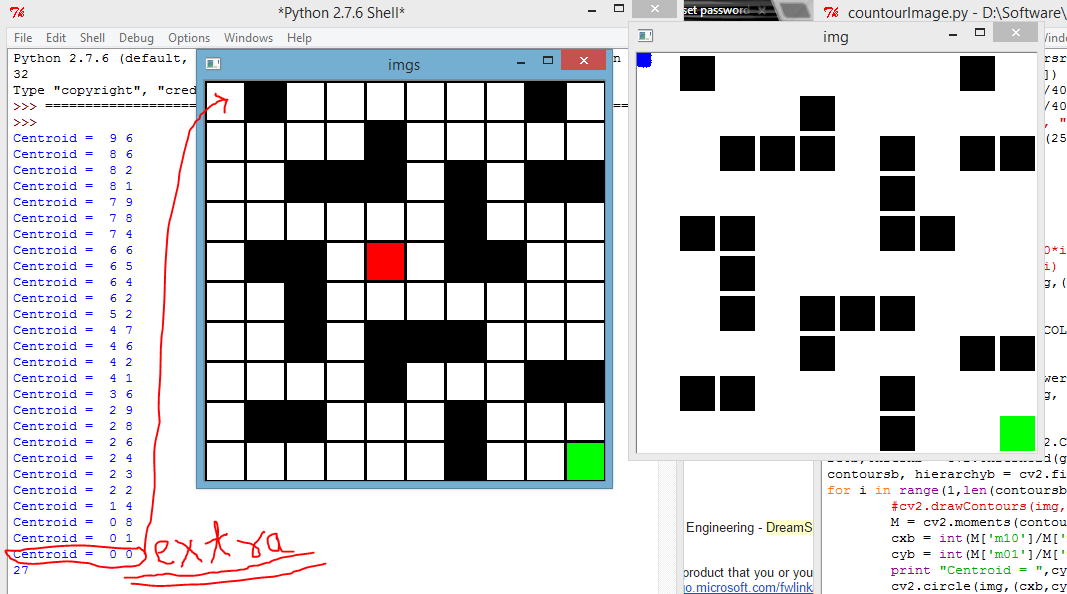 *Python 2.7.6 Shell*
File Edit Shell Debug Options Windows Help
Python 2.7.6 (default,
32
Type "copyright", "cred
>>> ======================
>>>
Centroid =  9 6
Centroid =  8 6
Centroid =  8 2
Centroid =  8 1
Centroid =  7 9
Centroid =  7 8
Centroid =  7 4
Centroid =  6 6
Centroid =  6 5
Centroid =  6 4
Centroid =  6 2
Centroid =  5 2
Centroid =  4 7
Centroid =  4 6
Centroid =  4 2
Centroid =  4 1
Centroid =  3 6
Centroid =  2 9
Centroid =  2 8
Centroid =  2 6
Centroid =  2 4
Centroid =  2 3
Centroid =  2 2
Centroid =  1 4
Centroid =  0 8
Centroid =  0 1
Centroid =  0 0
27
extra
imgs
set password
countourImage.py - D:\Software\
img
Engineering - DreamS
product that you or you
go.microsoft.com/fwlink
contoursb, hierarchyb = cv2.fi
for i in range(1,len(contoursb
#cv2.drawContours(img,
M = cv2.moments(contou
cxb = int(M['m10']/M['
cyb = int(M['m01']/M['
print "Centroid = ",cy
cv2.circle(img,(cxb,cy